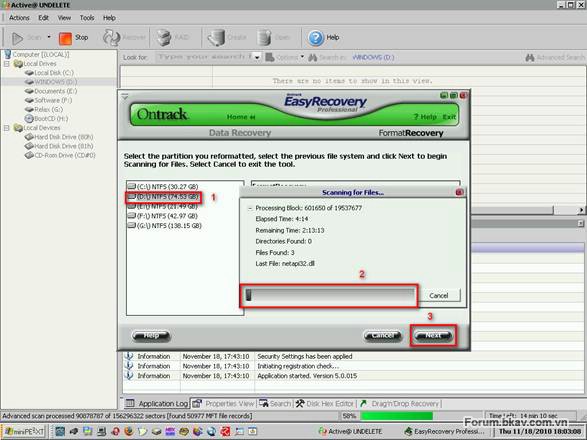 Active@ UNDELETE
Actions Edit View Tools Help
Scan Stop Recover RAID Create Open Help
Computer [(LOCAL)]
Local Drives
Local Disk (C:)
WINDOWS (D:)
Documents (E:)
Software (F:)
Relax (G:)
BootCD (H:)
Local Devices
Hard Disk Drive (80h)
Hard Disk Drive (81h)
CD-Rom Drive (CD#0)
Look for: Type your search f Options Search in: WINDOWS (D:) Advanced Search
There are no items to show in this view.
Ontrack
EasyRecovery
Professional
Home
? Help Exit
Data Recovery
FormatRecovery
Select the partition you reformatted, select the previous file system and click Next to begin
Scanning for Files. Select Cancel to exit the tool.
(C:\) NTFS (30.27 GB)
(D:\) NTFS (74.53 GB)
(E:\) NTFS (21.49 GB)
(F:\) NTFS (42.97 GB)
(G:\) NTFS (138.15 GB)
1
Scanning for Files...
Processing Block: 601650 of 19537677
Elapsed Time: 4:14
Remaining Time: 2:13:13
Directories Found: 0
Files Found: 3
Last File: netapi32.dll
2
Cancel
3
Help Cancel Next
Information November 18, 17:43:10 Security Settings has been applied
Information November 18, 17:43:10 Initiating registration check...
Information November 18, 17:43:10 Application started. Version 5.0.015
Application Log Properties View Search Disk Hex Editor Drag'n'Drop Recovery
Advanced scan processed 90878787 of 156296322 sectors [found 50977 MFT file records] 58% Time Left: 14 min 10 sec
Forum.bkav.com.vn
miniPE-XT Active@ UNDELETE EasyRecovery Professio... Thu 11/18/2010 18:03:08